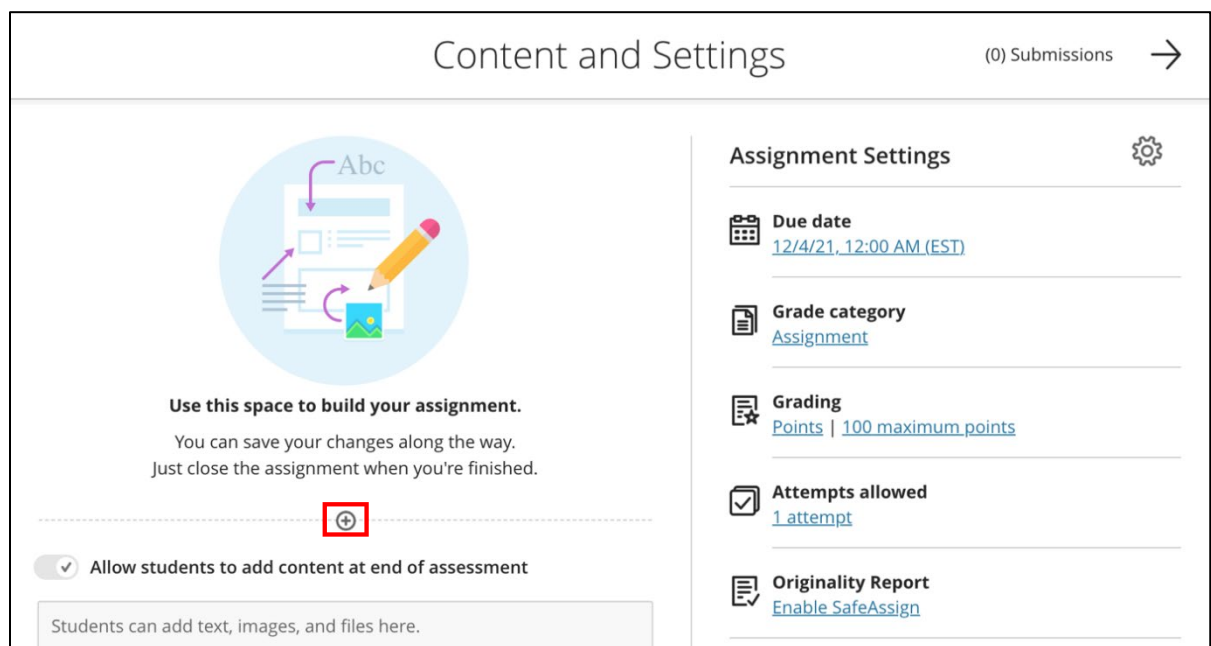 Content and Settings
(0) Submissions
Abc
Use this space to build your assignment.
You can save your changes along the way.
Just close the assignment when you're finished.
Allow students to add content at end of assessment
Students can add text, images, and files here.
Assignment Settings
Due date
12/4/21, 12:00 AM (EST)
Grade category
Assignment
Grading
Points | 100 maximum points
Attempts allowed
1 attempt
Originality Report
Enable SafeAssign